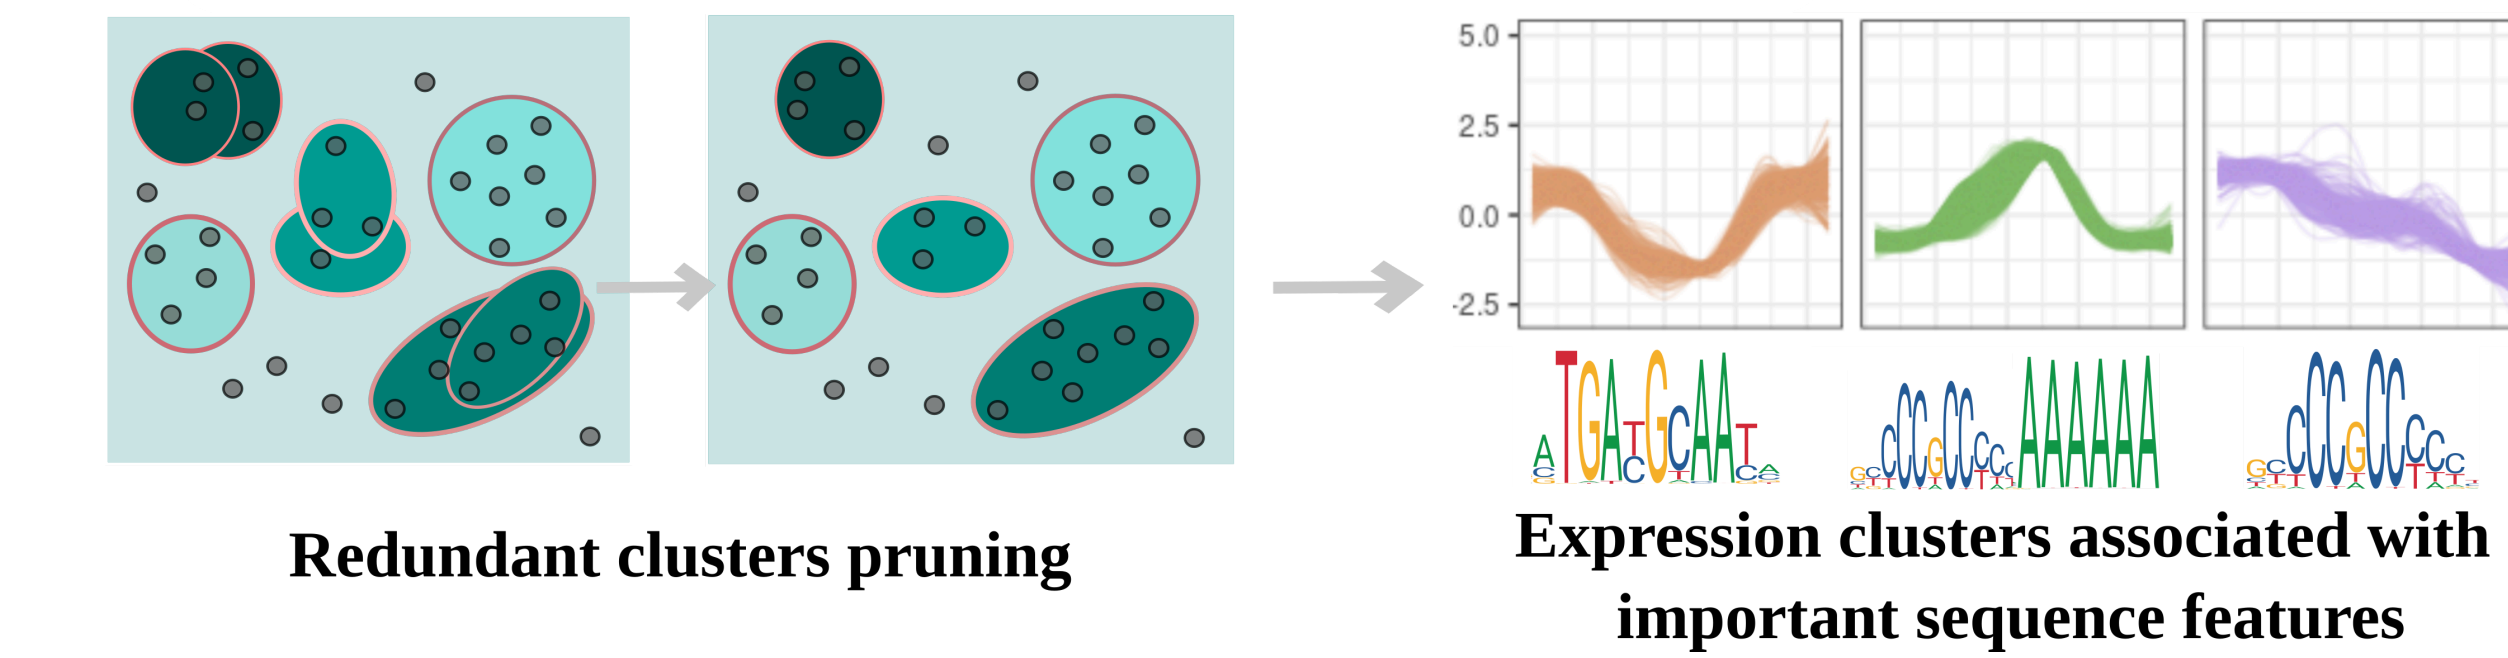 5.0
2.5
0.0
-2.5
Redundant clusters pruning
Expression clusters associated with
important sequence features